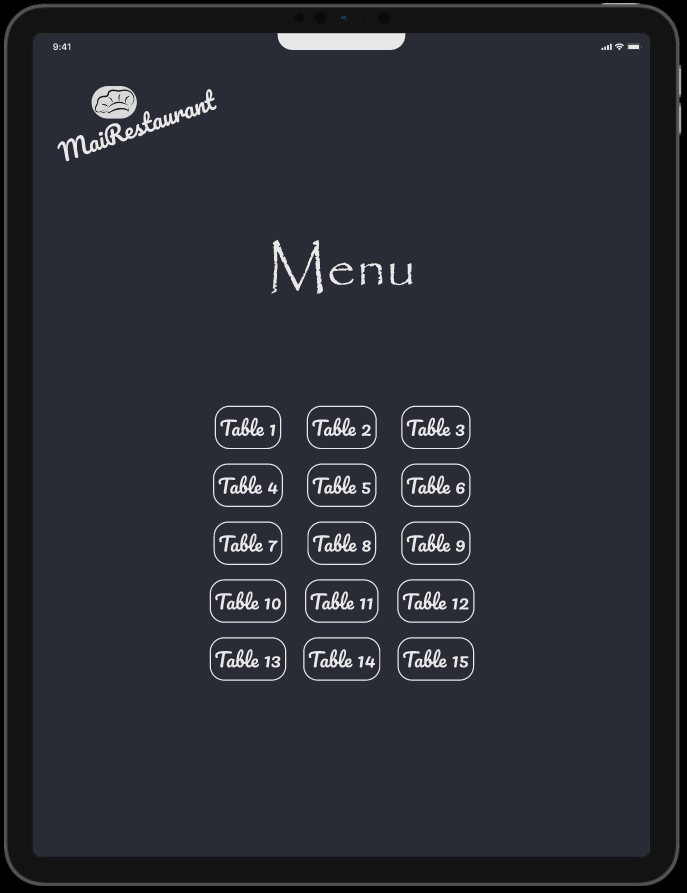 9:41
MaiRestaurant
Menu
Table 1 Table 2 Table 3
Table 4 Table 5 Table 6
Table 7 Table 8 Table 9
Table 10 Table 11 Table 12
Table 13 Table 14 Table 15